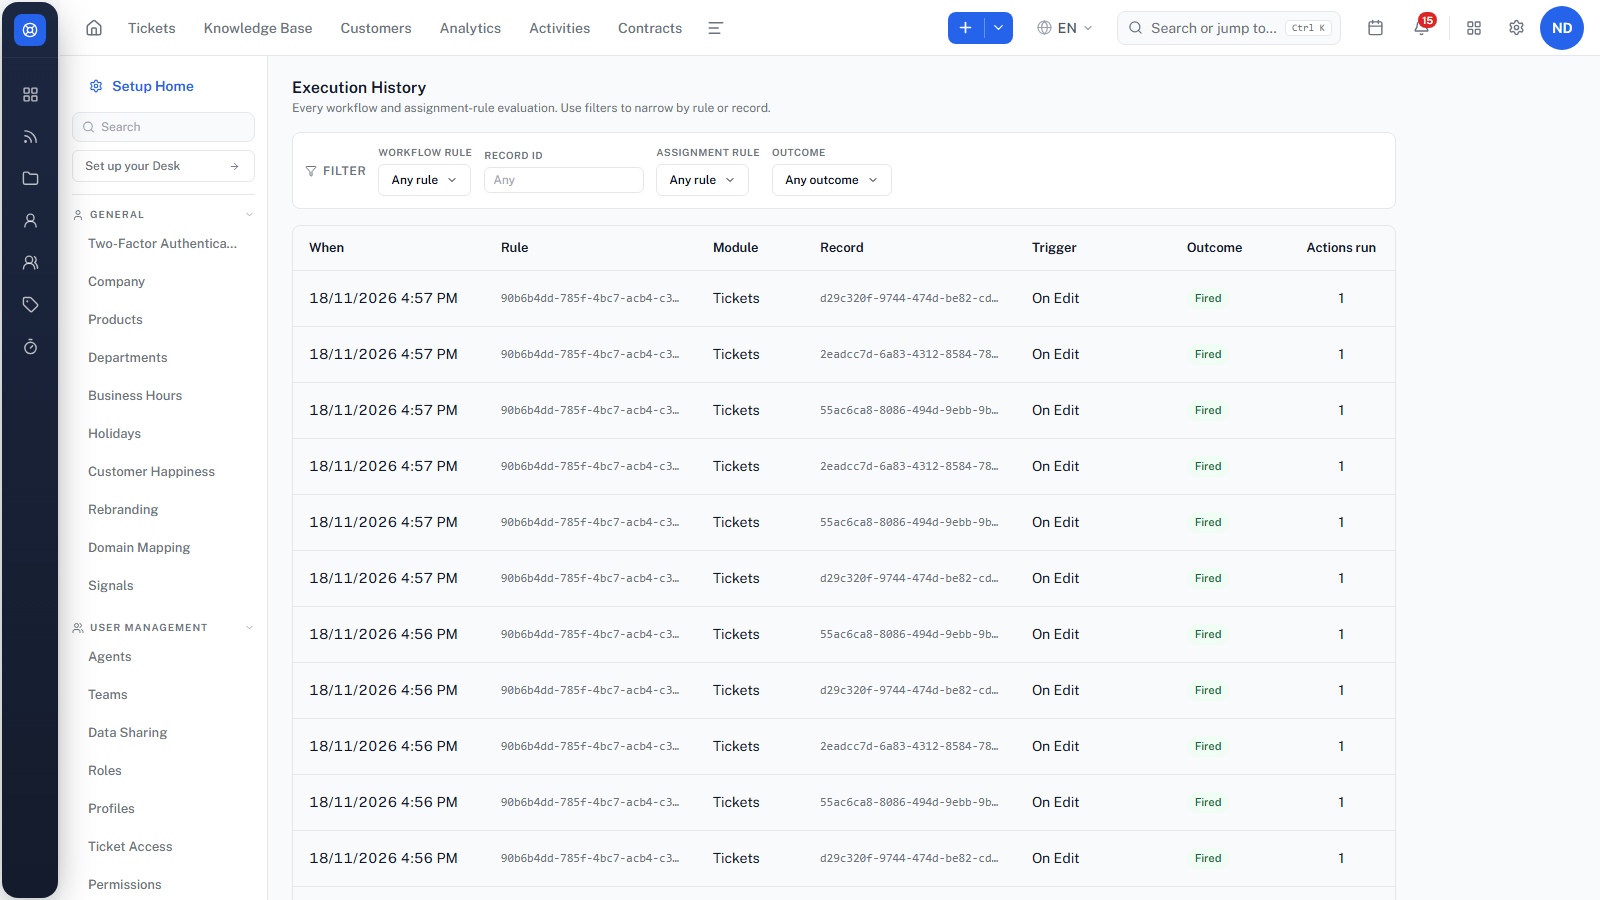 Tickets
Knowledge Base
Customers
Analytics
Activities
Contracts
EN
Search or jump to...
Ctrl K
15
ND
Setup Home
Search
Set up your Desk
GENERAL
Two-Factor Authentica...
Company
Products
Departments
Business Hours
Holidays
Customer Happiness
Rebranding
Domain Mapping
Signals
USER MANAGEMENT
Agents
Teams
Data Sharing
Roles
Profiles
Ticket Access
Permissions
Execution History
Every workflow and assignment-rule evaluation. Use filters to narrow by rule or record.
FILTER
WORKFLOW RULE
Any rule
RECORD ID
Any
ASSIGNMENT RULE
Any rule
OUTCOME
Any outcome
When Rule Module Record Trigger Outcome Actions run
18/11/2026 4:57 PM 90b6b4dd-785f-4bc7-acb4-c3… Tickets d29c320f-9744-474d-be82-cd… On Edit Fired 1
18/11/2026 4:57 PM 90b6b4dd-785f-4bc7-acb4-c3… Tickets 2eadcc7d-6a83-4312-8584-78… On Edit Fired 1
18/11/2026 4:57 PM 90b6b4dd-785f-4bc7-acb4-c3… Tickets 55ac6ca8-8086-494d-9ebb-9b… On Edit Fired 1
18/11/2026 4:57 PM 90b6b4dd-785f-4bc7-acb4-c3… Tickets 2eadcc7d-6a83-4312-8584-78… On Edit Fired 1
18/11/2026 4:57 PM 90b6b4dd-785f-4bc7-acb4-c3… Tickets 55ac6ca8-8086-494d-9ebb-9b… On Edit Fired 1
18/11/2026 4:57 PM 90b6b4dd-785f-4bc7-acb4-c3… Tickets d29c320f-9744-474d-be82-cd… On Edit Fired 1
18/11/2026 4:56 PM 90b6b4dd-785f-4bc7-acb4-c3… Tickets 55ac6ca8-8086-494d-9ebb-9b… On Edit Fired 1
18/11/2026 4:56 PM 90b6b4dd-785f-4bc7-acb4-c3… Tickets d29c320f-9744-474d-be82-cd… On Edit Fired 1
18/11/2026 4:56 PM 90b6b4dd-785f-4bc7-acb4-c3… Tickets 2eadcc7d-6a83-4312-8584-78… On Edit Fired 1
18/11/2026 4:56 PM 90b6b4dd-785f-4bc7-acb4-c3… Tickets 55ac6ca8-8086-494d-9ebb-9b… On Edit Fired 1
18/11/2026 4:56 PM 90b6b4dd-785f-4bc7-acb4-c3… Tickets d29c320f-9744-474d-be82-cd… On Edit Fired 1